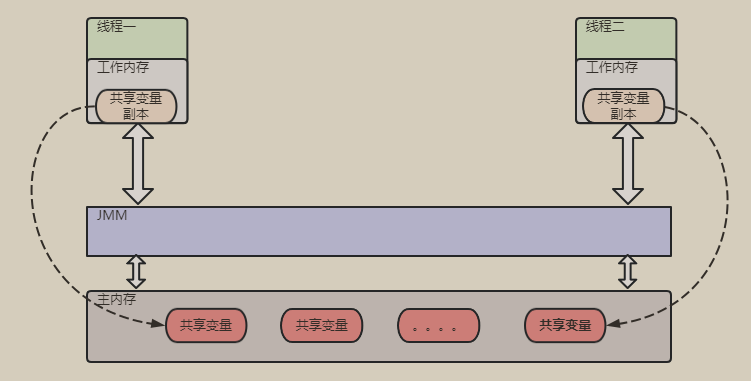 线程一
工作内存
共享变量
副本
线程二
工作内存
共享变量
副本
JMM
主内存
共享变量
共享变量
。。。。
共享变量